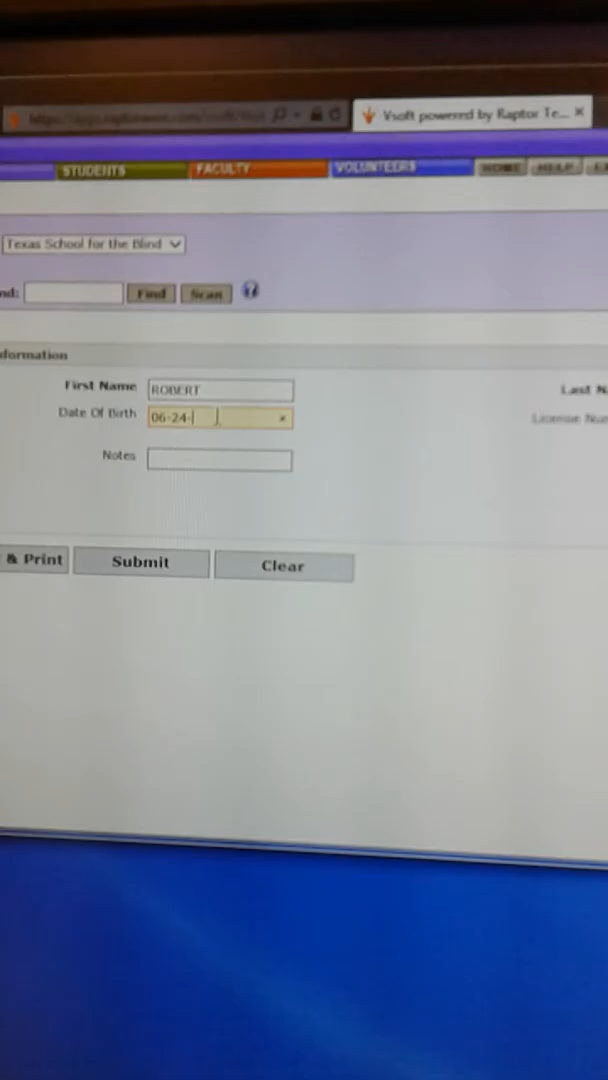 Vsoft powered by Raptor Te... ×
STUDENTS FACULTY VOLUNTEERS HOME HELP
Texas School for the Blind
nd: Find Scan
formation
First Name ROBERT Last N
Date Of Birth 06-24- × License Nu
Notes
& Print Submit Clear